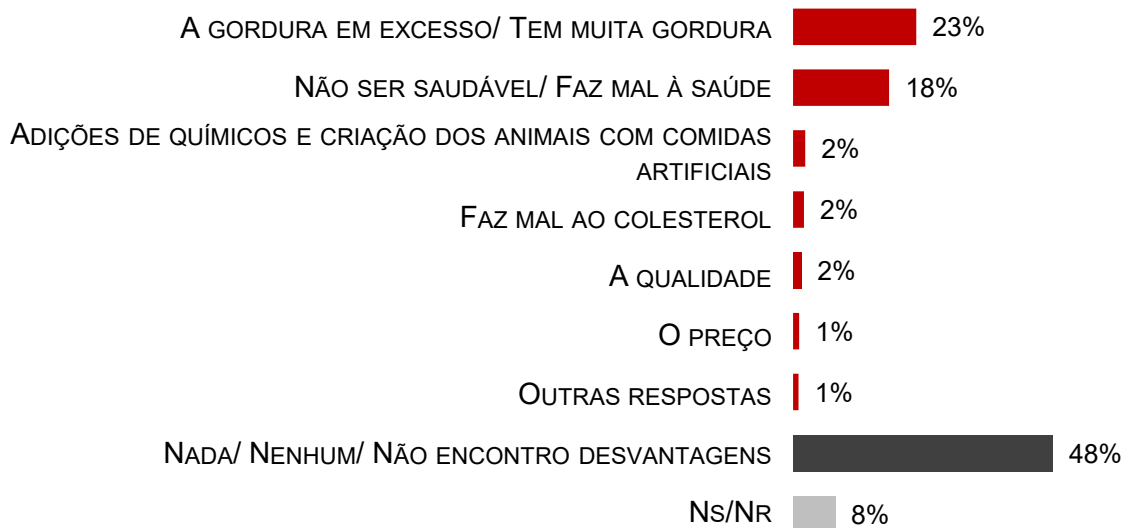 A GORDURA EM EXCESSO/ TEM MUITA GORDURA 23%
NÃO SER SAUDÁVEL/ FAZ MAL À SAÚDE 18%
ADIÇÕES DE QUÍMICOS E CRIAÇÃO DOS ANIMAIS COM COMIDAS
ARTIFICIAIS 2%
FAZ MAL AO COLESTEROL 2%
A QUALIDADE 2%
O PREÇO 1%
OUTRAS RESPOSTAS 1%
NADA/ NENHUM/ NÃO ENCONTRO DESVANTAGENS 48%
NS/NR 8%